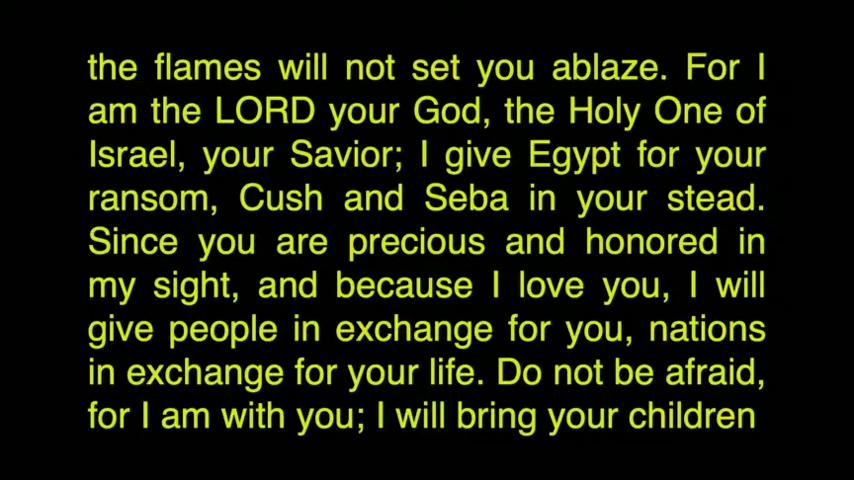 the flames will not set you ablaze. For I
am the LORD your God, the Holy One of
Israel, your Savior; I give Egypt for your
ransom, Cush and Seba in your stead.
Since you are precious and honored in
my sight, and because I love you, I will
give people in exchange for you, nations
in exchange for your life. Do not be afraid,
for I am with you; I will bring your children